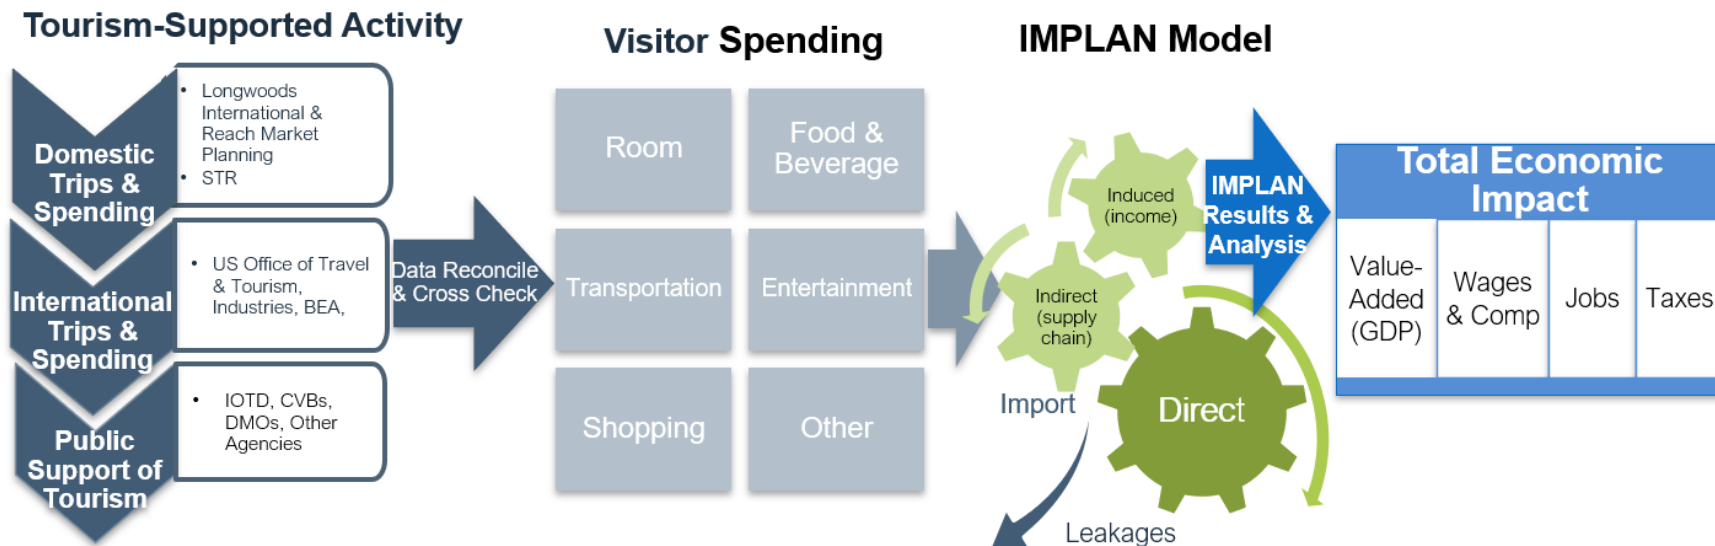 Tourism-Supported Activity
Domestic
Trips &
Spending
• Longwoods
International &
Reach Market
Planning
• STR
International
Trips &
Spending
• US Office of Travel
& Tourism,
Industries, BEA,
Public
Support of
Tourism
• IOTD, CVBs,
DMOs, Other
Agencies
Data Reconcile
& Cross Check
Visitor Spending
Room
Food &
Beverage
Transportation
Entertainment
Shopping
Other
IMPLAN Model
Induced
(income)
Indirect
(supply
chain)
Direct
Import
Leakages
IMPLAN
Results &
Analysis
Total Economic
Impact
Value-
Added
(GDP)
Wages
& Comp
Jobs
Taxes